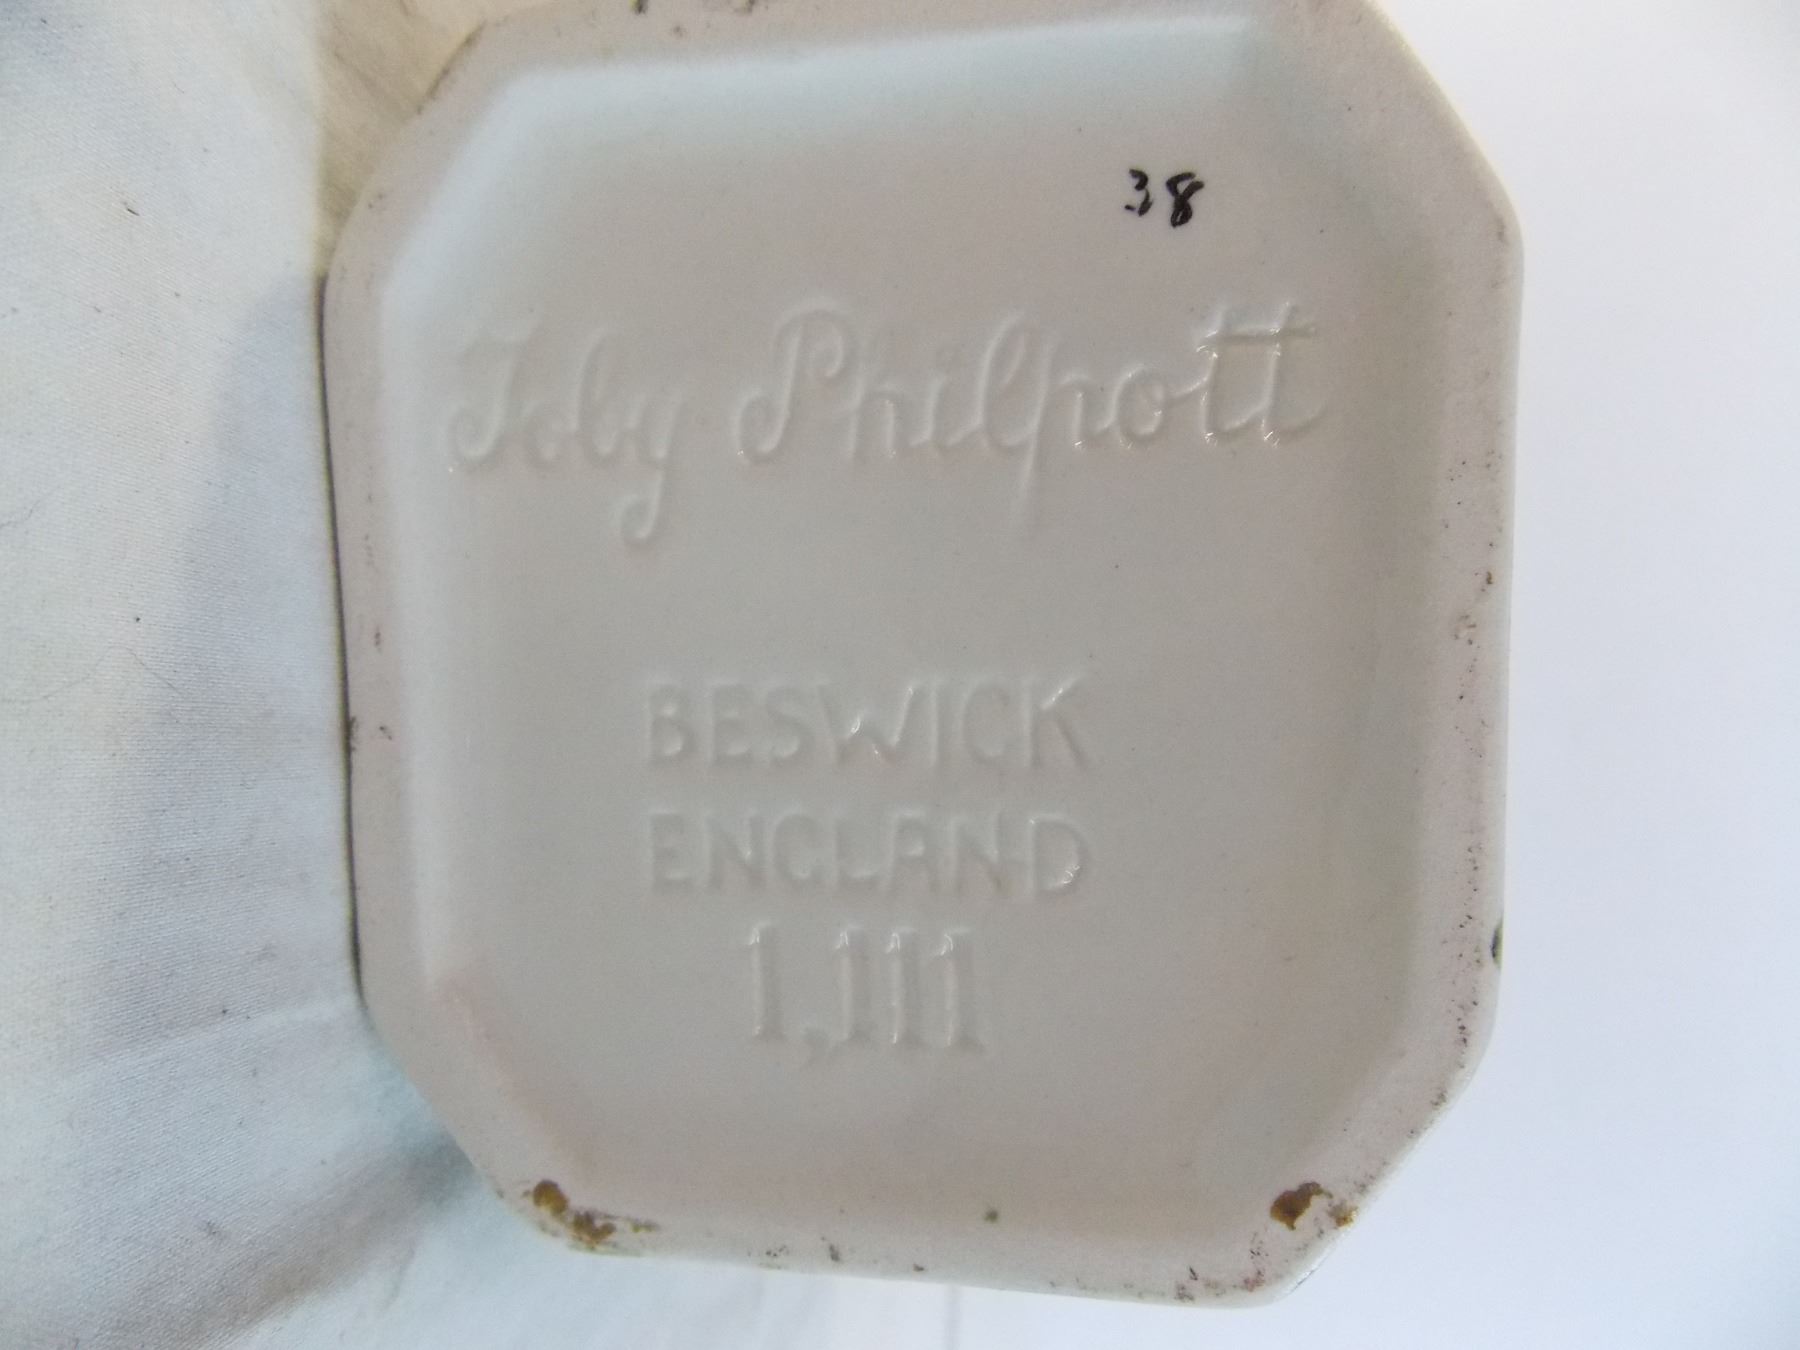 38
Toby Philpott
BESWICK
ENGLAND
1,111